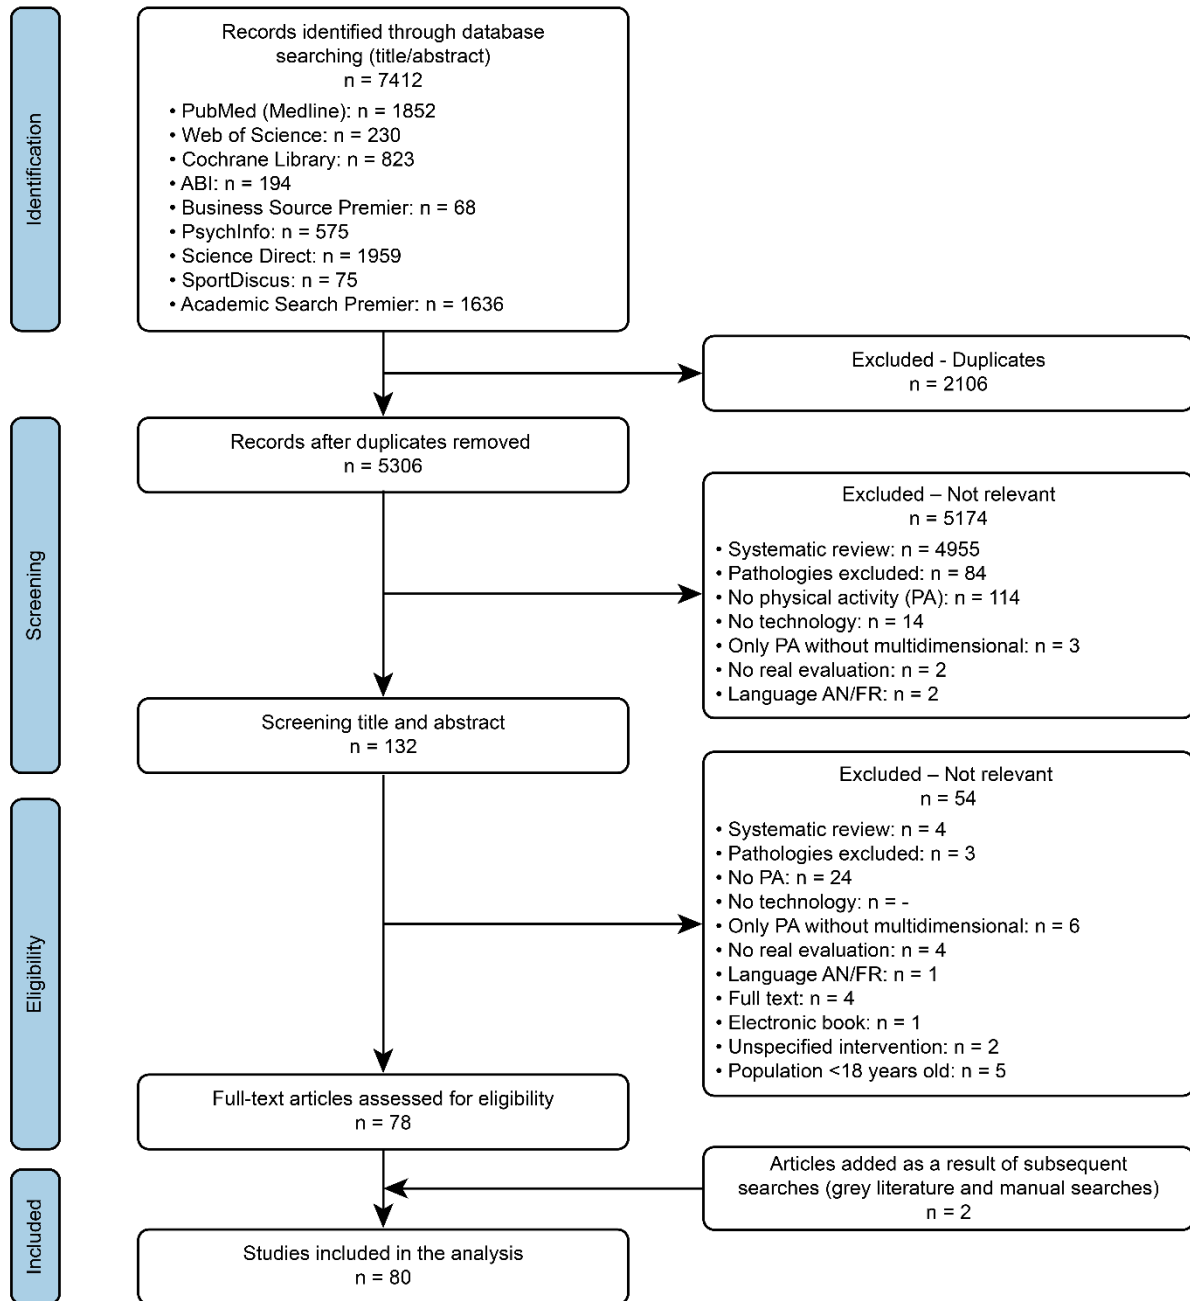 Identification
Records identified through database
searching (title/abstract)
n = 7412
• PubMed (Medline): n = 1852
• Web of Science: n = 230
• Cochrane Library: n = 823
• ABI: n = 194
• Business Source Premier: n = 68
• PsychInfo: n = 575
• Science Direct: n = 1959
• SportDiscus: n = 75
• Academic Search Premier: n = 1636
Excluded - Duplicates
n = 2106
Screening
Records after duplicates removed
n = 5306
Excluded – Not relevant
n = 5174
• Systematic review: n = 4955
• Pathologies excluded: n = 84
• No physical activity (PA): n = 114
• No technology: n = 14
• Only PA without multidimensional: n = 3
• No real evaluation: n = 2
• Language AN/FR: n = 2
Screening title and abstract
n = 132
Eligibility
Excluded – Not relevant
n = 54
• Systematic review: n = 4
• Pathologies excluded: n = 3
• No PA: n = 24
• No technology: n = -
• Only PA without multidimensional: n = 6
• No real evaluation: n = 4
• Language AN/FR: n = 1
• Full text: n = 4
• Electronic book: n = 1
• Unspecified intervention: n = 2
• Population <18 years old: n = 5
Full-text articles assessed for eligibility
n = 78
Included
Articles added as a result of subsequent
searches (grey literature and manual searches)
n = 2
Studies included in the analysis
n = 80